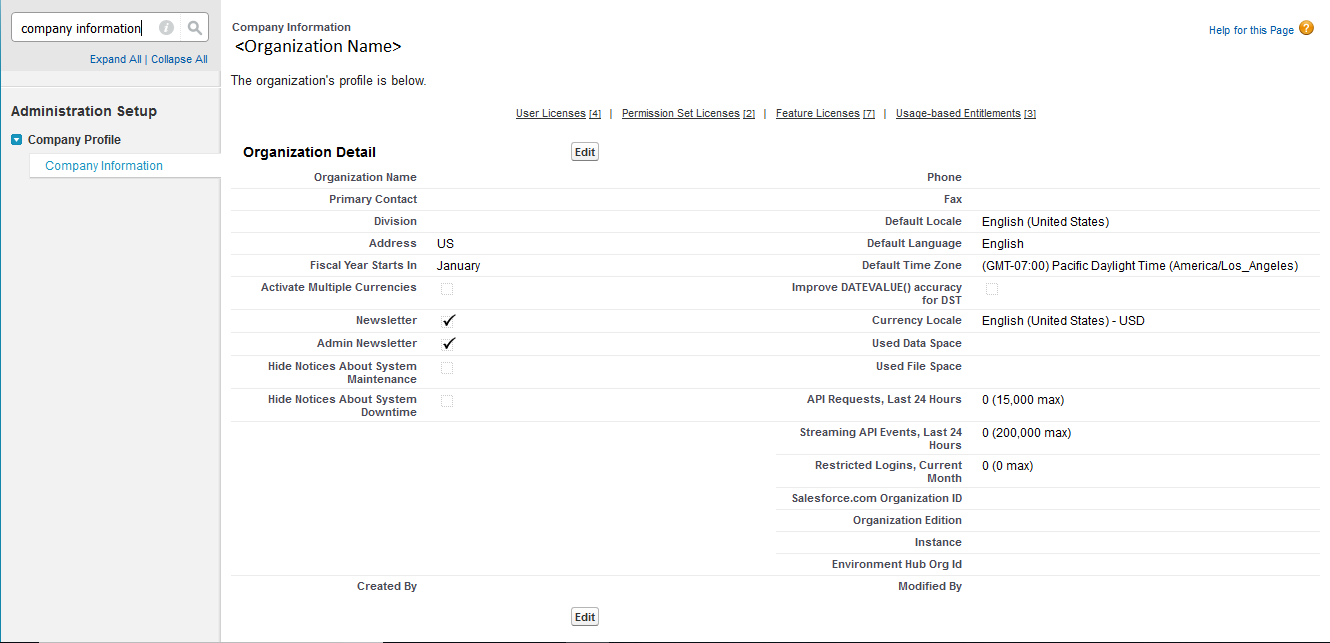 company information
Expand All | Collapse All
Administration Setup
Company Profile
Company Information
Company Information
<Organization Name>
Help for this Page ?
The organization's profile is below.
User Licenses [4] | Permission Set Licenses [2] | Feature Licenses [7] | Usage-based Entitlements [3]
Organization Detail Edit
Organization Name Phone
Primary Contact Fax
Division Default Locale English (United States)
Address US Default Language English
Fiscal Year Starts In January Default Time Zone (GMT-07:00) Pacific Daylight Time (America/Los_Angeles)
Activate Multiple Currencies Improve DATEVALUE() accuracy
for DST
Newsletter Currency Locale English (United States) - USD
Admin Newsletter Used Data Space
Hide Notices About System Used File Space
Maintenance
Hide Notices About System API Requests, Last 24 Hours 0 (15,000 max)
Downtime
Streaming API Events, Last 24 0 (200,000 max)
Hours
Restricted Logins, Current 0 (0 max)
Month
Salesforce.com Organization ID
Organization Edition
Instance
Environment Hub Org Id
Created By Modified By
Edit